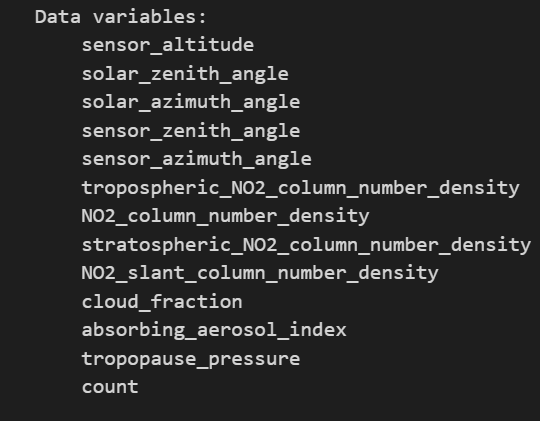 Data variables:
sensor_altitude
solar_zenith_angle
solar_azimuth_angle
sensor_zenith_angle
sensor_azimuth_angle
tropospheric_NO2_column_number_density
NO2_column_number_density
stratospheric_NO2_column_number_density
NO2_slant_column_number_density
cloud_fraction
absorbing_aerosol_index
tropopause_pressure
count